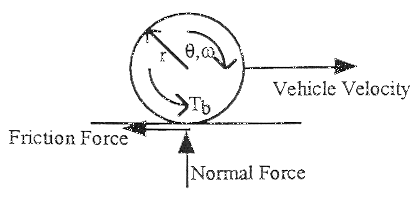 θ,ω
r
Vehicle Velocity
Tb
Friction Force
Normal Force